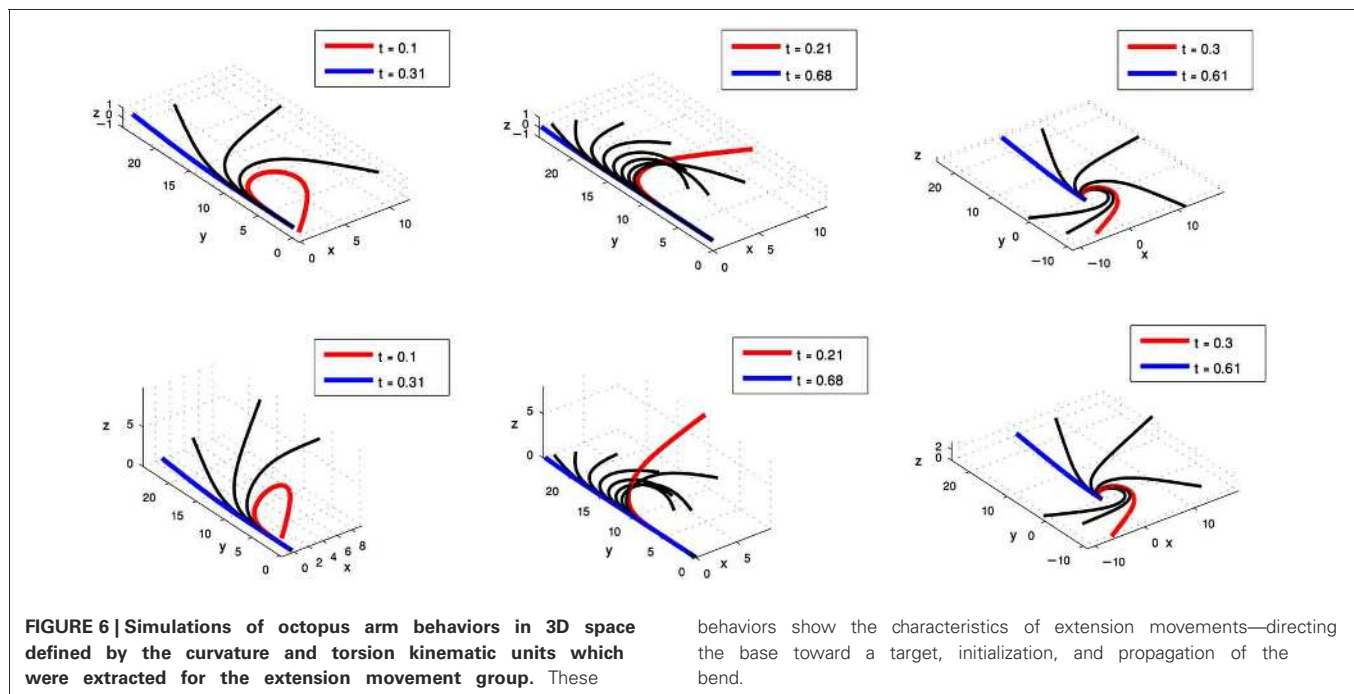 t = 0.1
t = 0.31
z
1
0
−1
20
15
10
5
0
y
0
5
10
x
t = 0.21
t = 0.68
z
1
0
−1
20
15
10
5
0
y
0
5
10
x
t = 0.3
t = 0.61
z
20
10
y 0
−10
−10
0
10
x
t = 0.1
t = 0.31
z
5
0
20
15
10
5
0
y
0 2 4 6 8
x
t = 0.21
t = 0.68
z
5
0
20
15
10
5
0
y
0
5
x
t = 0.3
t = 0.61
z
2
0
20
10
y 0
−10
−10
0
10
x
FIGURE 6 | Simulations of octopus arm behaviors in 3D space
defined by the curvature and torsion kinematic units which
were extracted for the extension movement group. These
behaviors show the characteristics of extension movements—directing
the base toward a target, initialization, and propagation of the
bend.